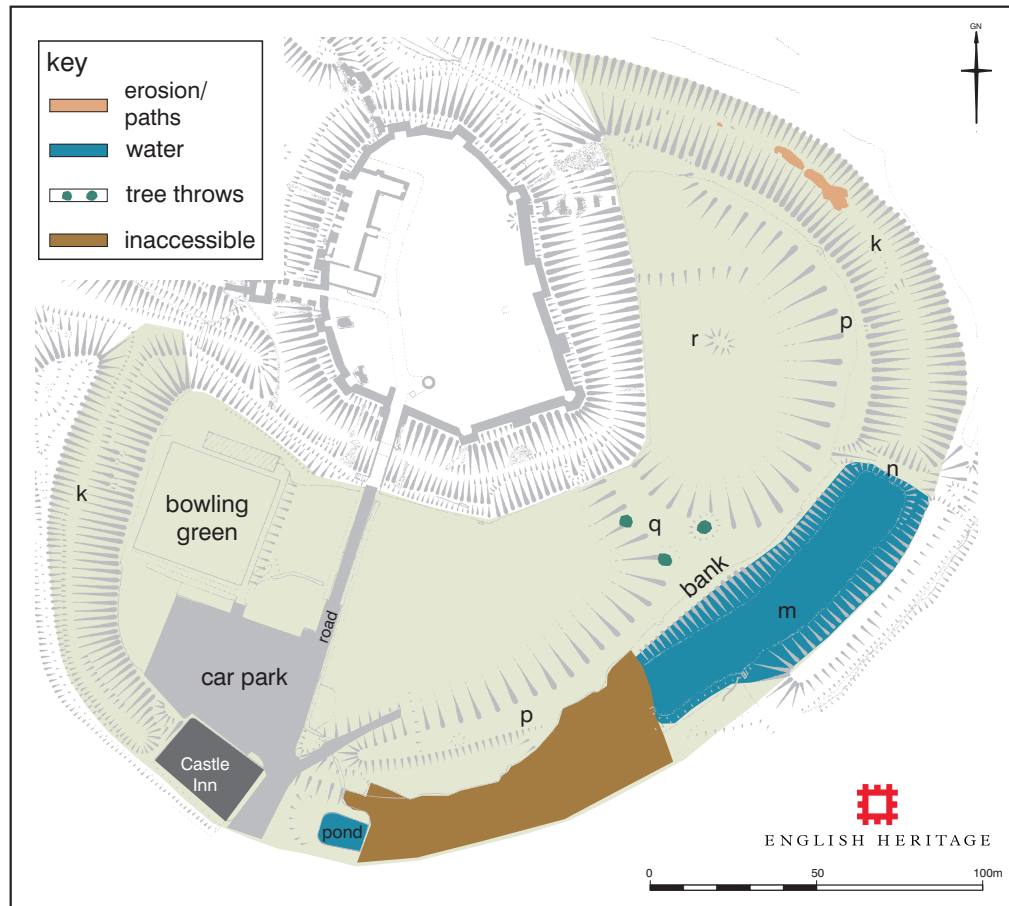 key
erosion/
paths
water
tree throws
inaccessible
GN
k
p
r
n
k
bowling
green
q
bank
m
road
car park
p
Castle
Inn
pond
ENGLISH HERITAGE
0 50 100m